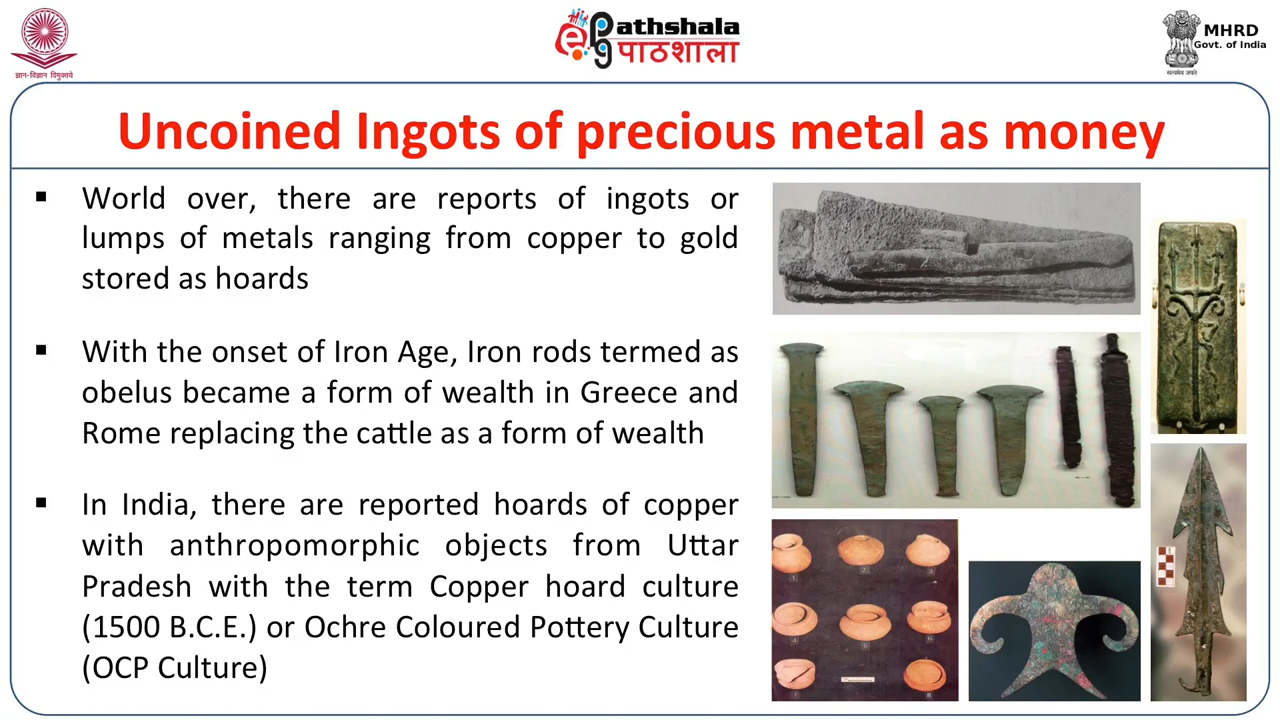 ज्ञान-विज्ञान विमुक्तये
ePathshala
पाठशाला
MHRD
Govt. of India
सत्यमेव जयते
Uncoined Ingots of precious metal as money
▪ World over, there are reports of ingots or
lumps of metals ranging from copper to gold
stored as hoards
▪ With the onset of Iron Age, Iron rods termed as
obelus became a form of wealth in Greece and
Rome replacing the cattle as a form of wealth
▪ In India, there are reported hoards of copper
with anthropomorphic objects from Uttar
Pradesh with the term Copper hoard culture
(1500 B.C.E.) or Ochre Coloured Pottery Culture
(OCP Culture)